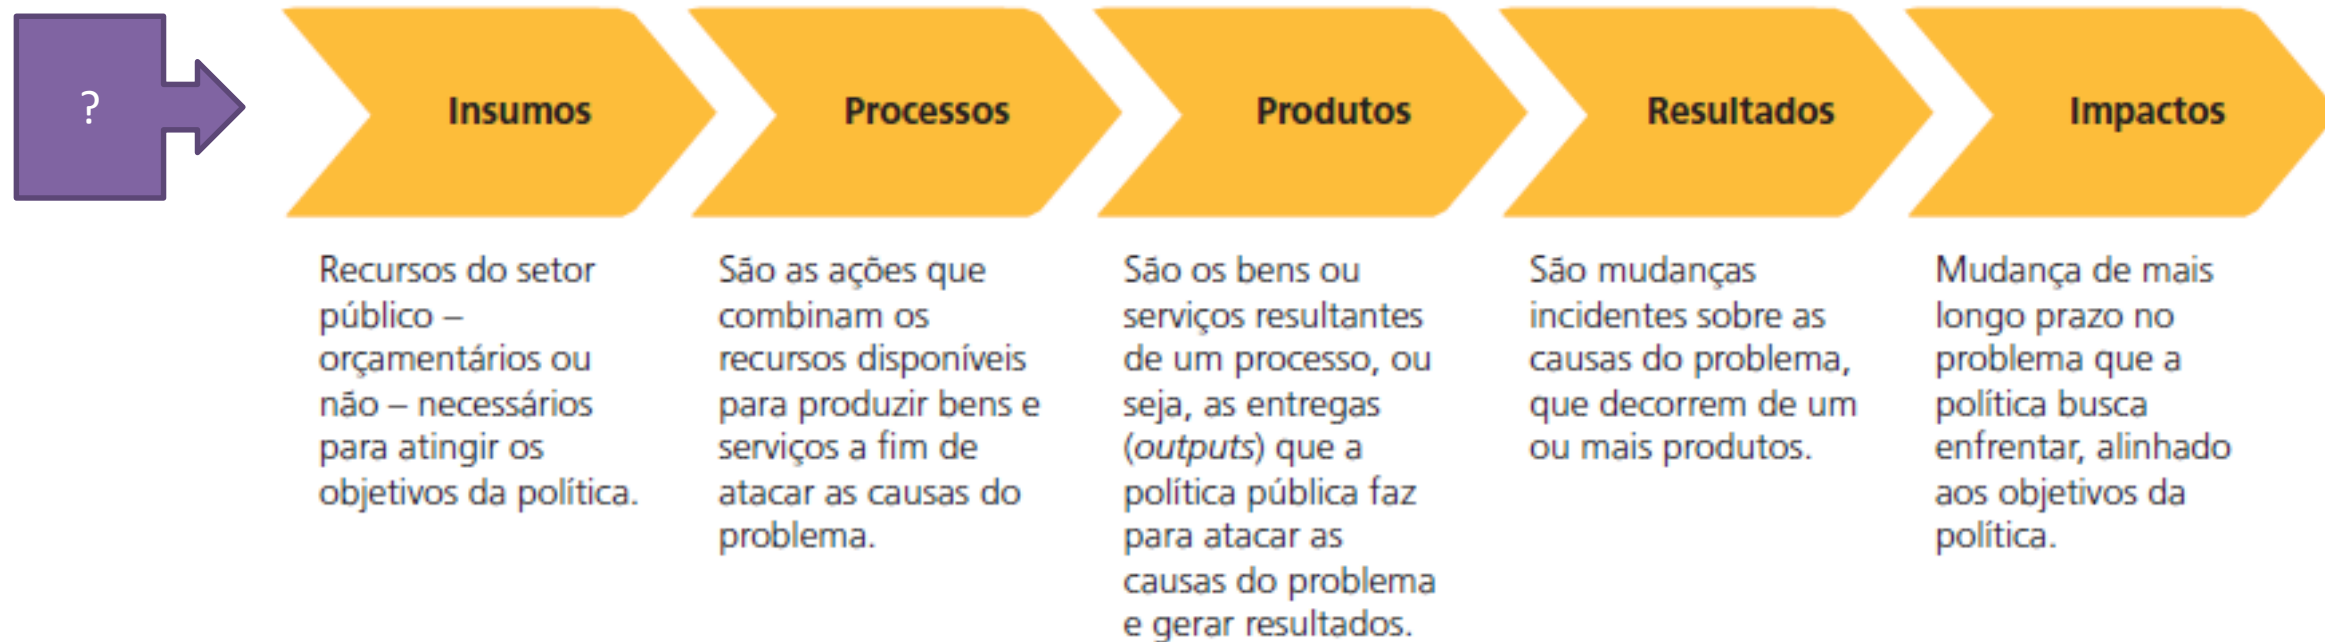 ?
Insumos
Processos
Produtos
Resultados
Impactos
Recursos do setor
público –
orçamentários ou
não – necessários
para atingir os
objetivos da política.
São as ações que
combinam os
recursos disponíveis
para produzir bens e
serviços a fim de
atacar as causas do
problema.
São os bens ou
serviços resultantes
de um processo, ou
seja, as entregas
(outputs) que a
política pública faz
para atacar as
causas do problema
e gerar resultados.
São mudanças
incidentes sobre as
causas do problema,
que decorrem de um
ou mais produtos.
Mudança de mais
longo prazo no
problema que a
política busca
enfrentar, alinhado
aos objetivos da
política.